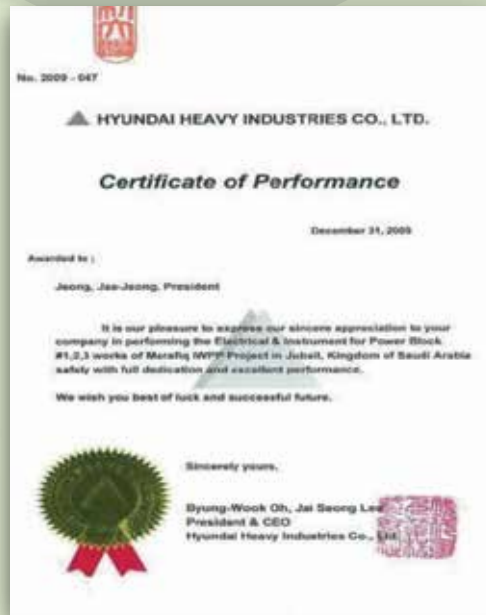 No. 2009 - 047
HYUNDAI HEAVY INDUSTRIES CO., LTD.
Certificate of Performance
December 31, 2009
Awarded to :
Jeong, Jae-Jeong, President
It is our pleasure to express our sincere appreciation to your
company in performing the Electrical & Instrument for Power Block
#1,2,3 works of Marafiq IWPP Project in Jubail, Kingdom of Saudi Arabia
safely with full dedication and excellent performance.
We wish you best of luck and successful future.
Sincerely yours,
Byung-Wook Oh, Jai Seong Lee
President & CEO
Hyundai Heavy Industries Co., Ltd